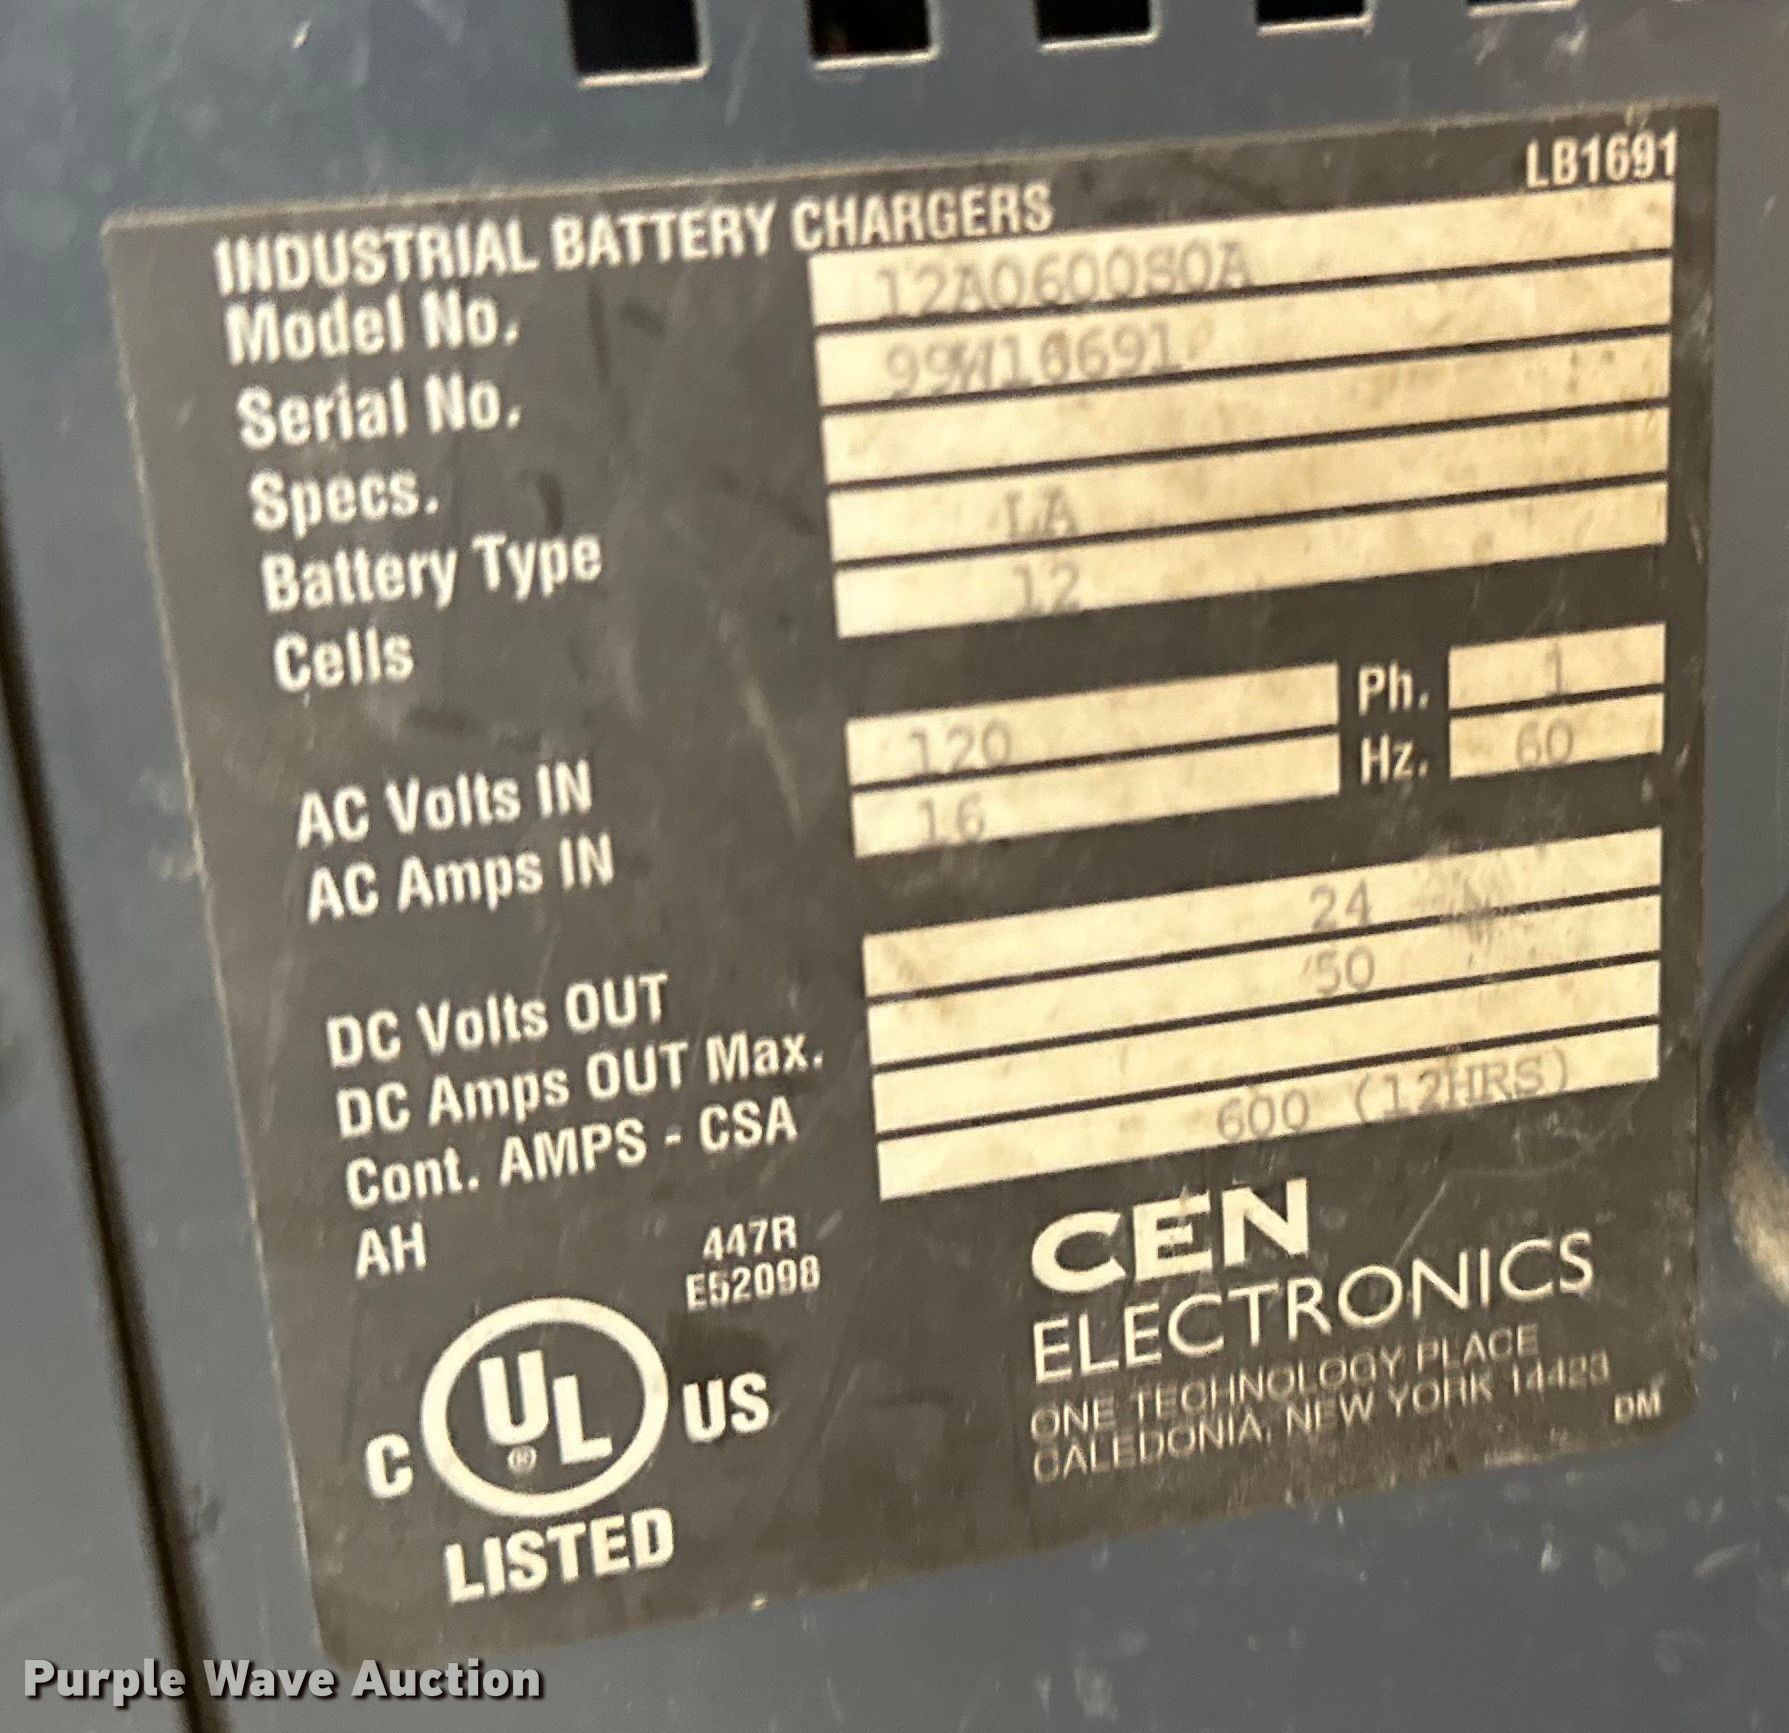 LB1691
INDUSTRIAL BATTERY CHARGERS
Model No. 12A0600S0A
Serial No.
Specs.
Battery Type LA
Cells 12
AC Volts IN 120 Ph. 1
AC Amps IN 16 Hz. 60
DC Volts OUT 24
DC Amps OUT Max. 50
Cont. AMPS - CSA
AH 600 (12HRS)
447R
E52098
C UL ® US
LISTED
CEN
ELECTRONICS
ONE TECHNOLOGY PLACE
CALEDONIA, NEW YORK 14423
DM
Purple Wave Auction